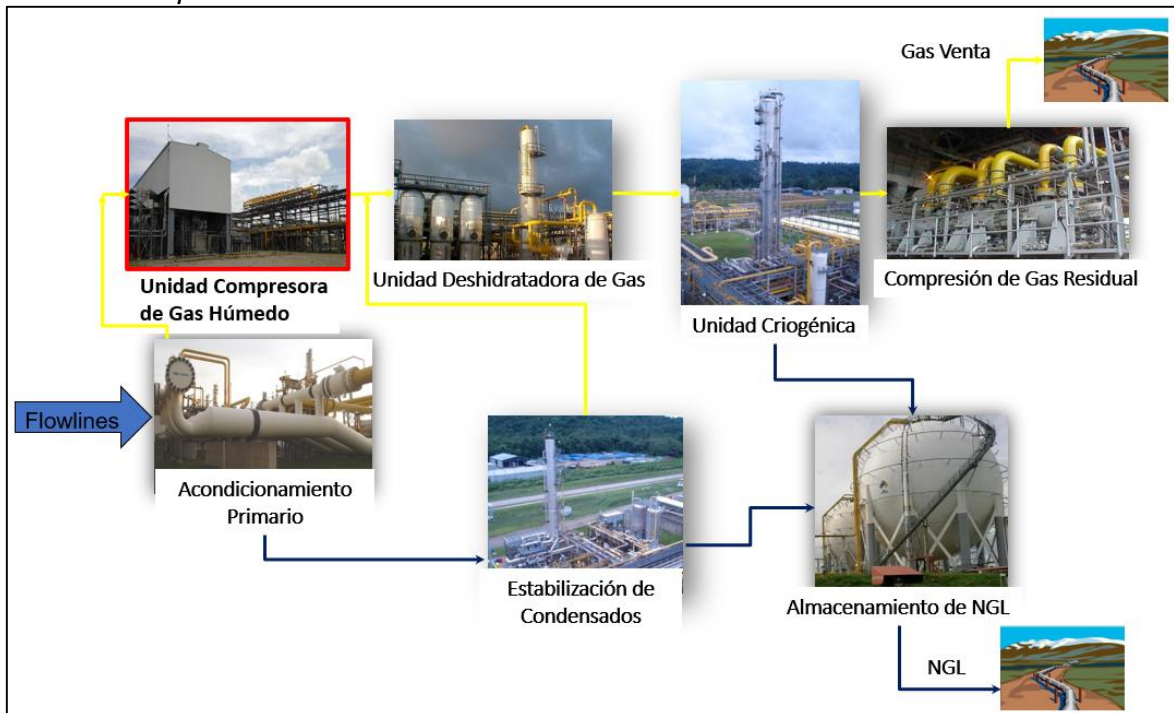 Gas Venta
Unidad Compresora
de Gas Húmedo
Unidad Deshidratadora de Gas
Unidad Criogénica
Compresión de Gas Residual
Flowlines
Acondicionamiento
Primario
Estabilización de
Condensados
Almacenamiento de NGL
NGL